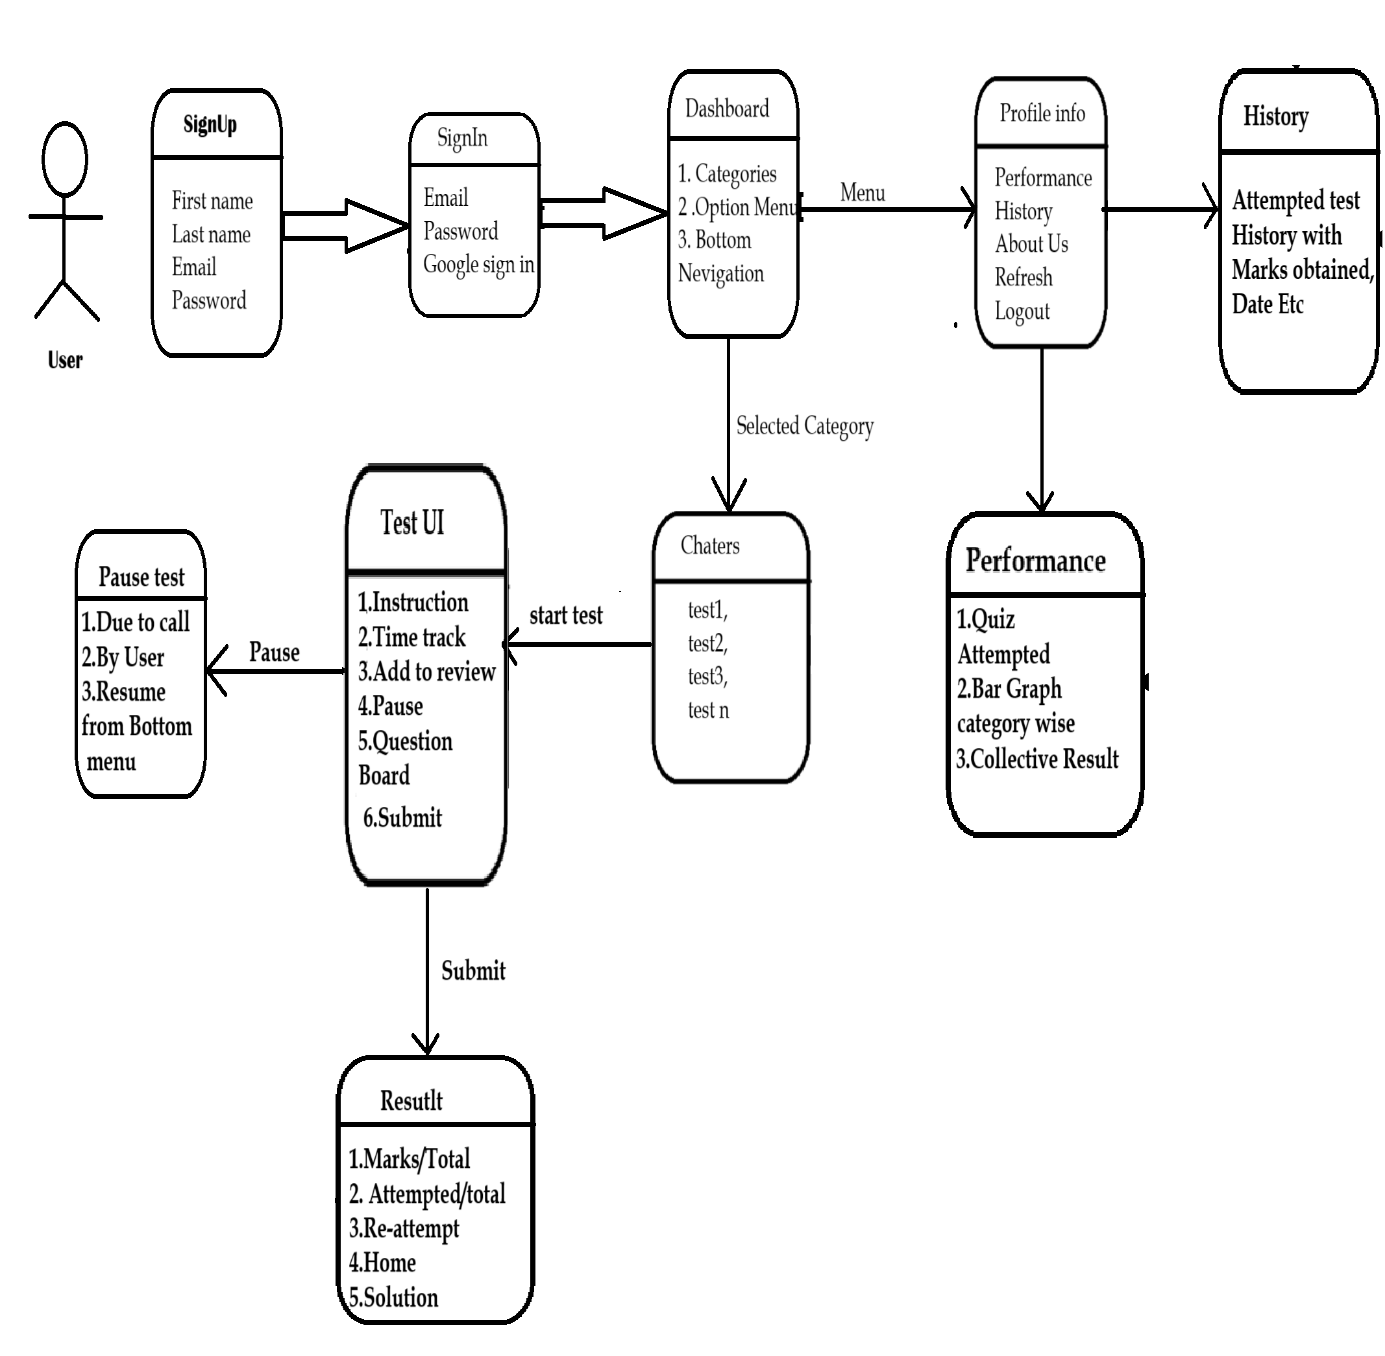 User
SignUp
First name
Last name
Email
Password
SignIn
Email
Password
Google sign in
Dashboard
1. Categories
2 .Option Menu
3. Bottom
Nevigation
Menu
Profile info
Performance
History
About Us
Refresh
Logout
History
Attempted test
History with
Marks obtained,
Date Etc
Selected Category
Chaters
test1,
test2,
test3,
test n
start test
Test UI
1.Instruction
2.Time track
3.Add to review
4.Pause
5.Question
Board
6.Submit
Pause
Pause test
1.Due to call
2.By User
3.Resume
from Bottom
menu
Performance
1.Quiz
Attempted
2.Bar Graph
category wise
3.Collective Result
Submit
Resutlt
1.Marks/Total
2. Attempted/total
3.Re-attempt
4.Home
5.Solution